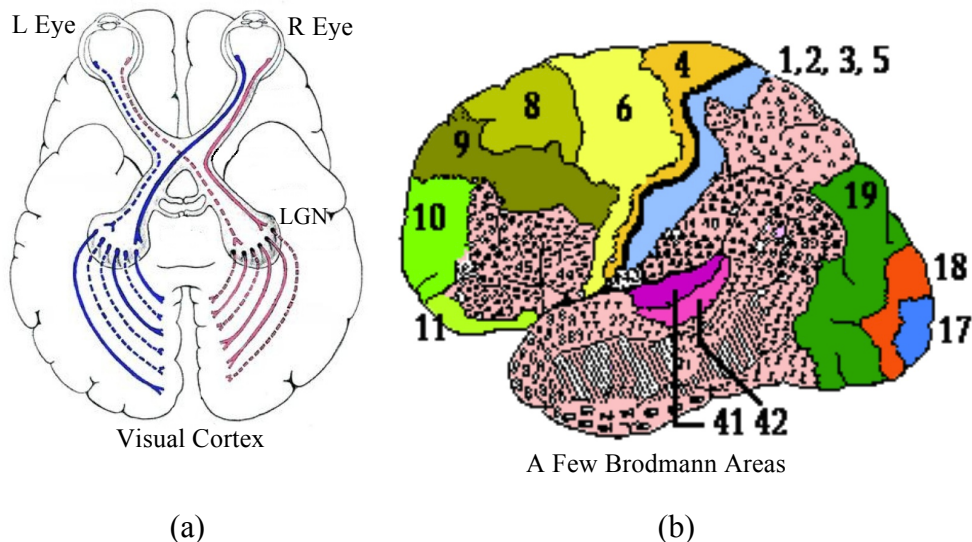 L Eye
R Eye
LGN
Visual Cortex
(a)
4
1,2, 3, 5
8
6
9
10
19
18
17
11
41 42
A Few Brodmann Areas
(b)